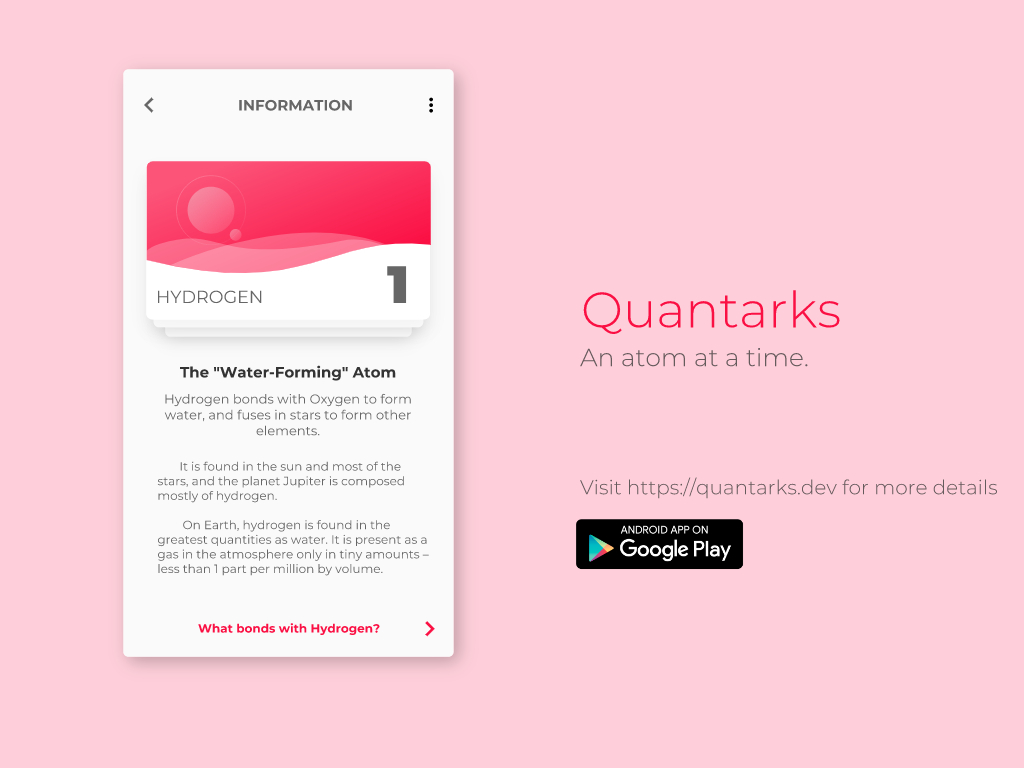 INFORMATION
HYDROGEN
1
The "Water-Forming" Atom
Hydrogen bonds with Oxygen to form
water, and fuses in stars to form other
elements.
It is found in the sun and most of the
stars, and the planet Jupiter is composed
mostly of hydrogen.
On Earth, hydrogen is found in the
greatest quantities as water. It is present as a
gas in the atmosphere only in tiny amounts –
less than 1 part per million by volume.
What bonds with Hydrogen?
Quantarks
An atom at a time.
Visit https://quantarks.dev for more details
ANDROID APP ON
Google Play